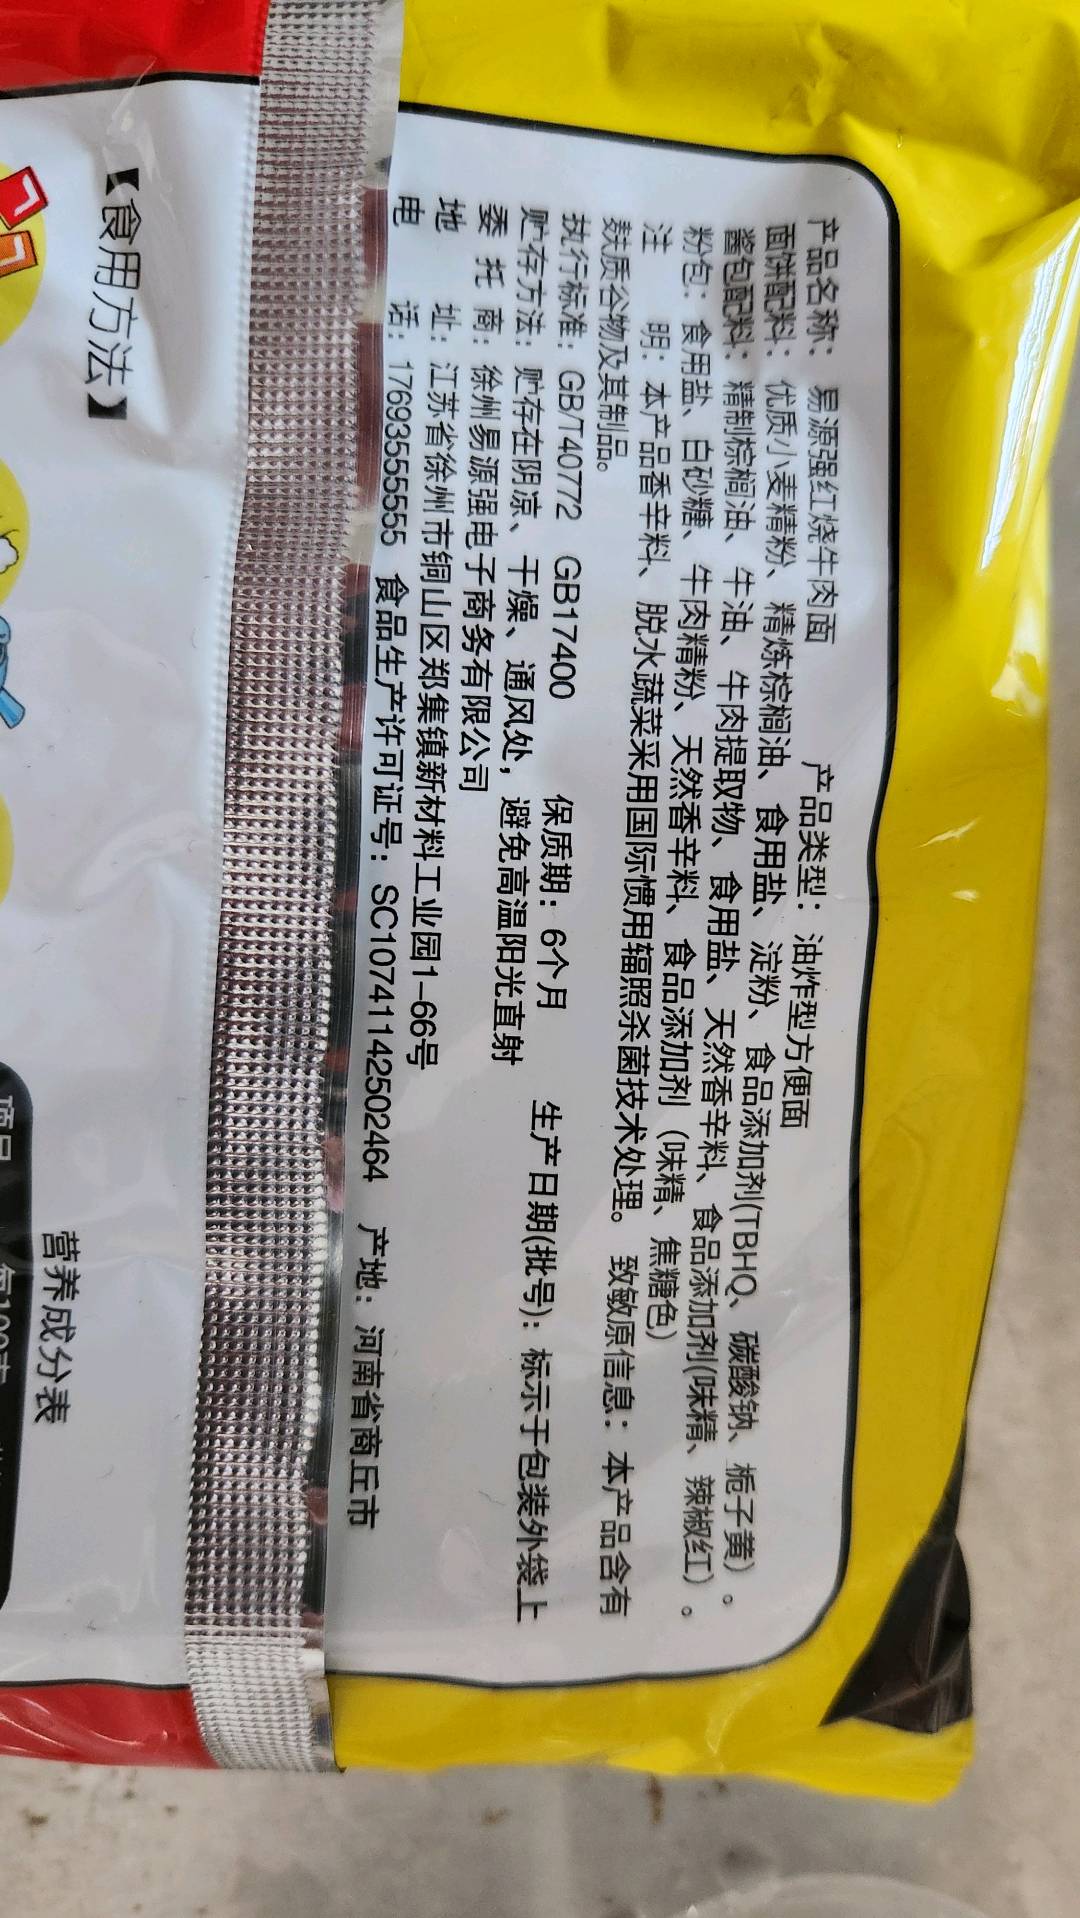 产品名称：易源强红烧牛肉面 产品类型：油炸型方便面
面饼配料：优质小麦精粉、精炼棕榈油、食用盐、淀粉、食品添加剂(TBHQ、碳酸钠、栀子黄)。
酱包配料：精制棕榈油、牛油、牛肉提取物、食用盐、天然香辛料、食品添加剂(味精、辣椒红)。
粉包：食用盐、白砂糖、牛肉精粉、天然香辛料、食品添加剂（味精、焦糖色）
注 明：本产品香辛料、脱水蔬菜采用国际惯用辐照杀菌技术处理。致敏原信息：本产品含有
麸质谷物及其制品。
执行标准：GB/T40772 GB17400 保质期：6个月 生产日期(批号)：标示于包装外袋上
贮存方法：贮存在阴凉、干燥、通风处，避免高温阳光直射
委托商：徐州易源强电子商务有限公司
地 址：江苏省徐州市铜山区郑集镇新材料工业园1-66号
电 话：17693555555 食品生产许可证号：SC10741142502464 产地：河南省商丘市
【食用方法】
营养成分表
项目